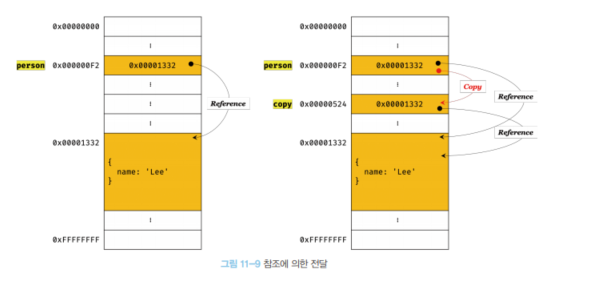 0x00000000
person 0x000000F2 0x00001332
Reference
0x00001332
{
name: 'Lee'
}
0xFFFFFFFF
0x00000000
person 0x000000F2 0x00001332
Copy
Reference
copy 0x00000524 0x00001332
Reference
0x00001332
{
name: 'Lee'
}
0xFFFFFFFF
그림 11-9 참조에 의한 전달